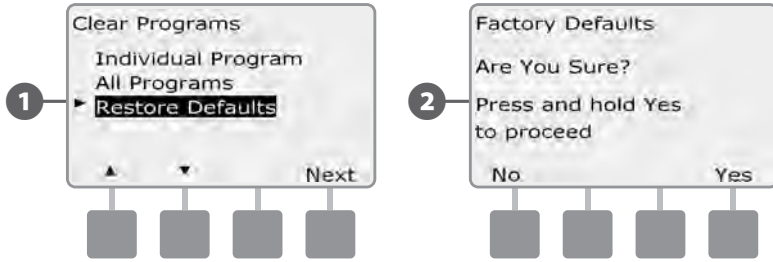 Clear Programs
Individual Program
All Programs
1
► Restore Defaults
▲ ▼ Next
Factory Defaults
Are You Sure?
2
Press and hold Yes
to proceed
No Yes